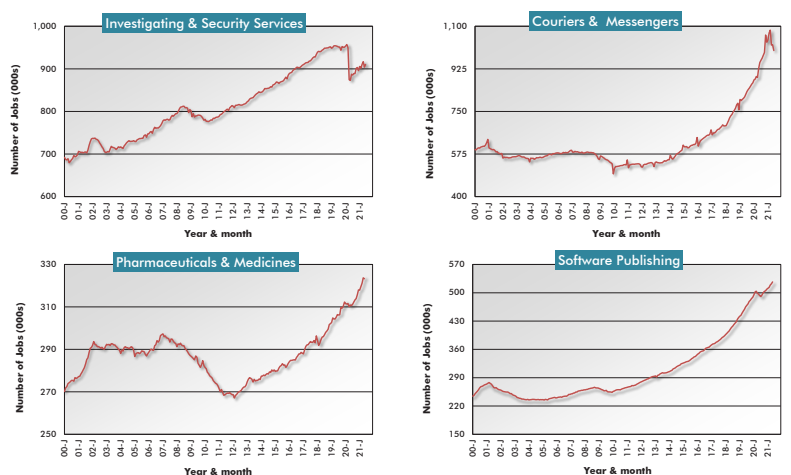 Investigating & Security Services
Number of Jobs (000s)
1,000
900
800
700
600
00-J 01-J 02-J 03-J 04-J 05-J 06-J 07-J 08-J 09-J 10-J 11-J 12-J 13-J 14-J 15-J 16-J 17-J 18-J 19-J 20-J 21-J
Year & month
Couriers & Messengers
Number of Jobs (000s)
1,100
925
750
575
400
00-J 01-J 02-J 03-J 04-J 05-J 06-J 07-J 08-J 09-J 10-J 11-J 12-J 13-J 14-J 15-J 16-J 17-J 18-J 19-J 20-J 21-J
Year & month
Pharmaceuticals & Medicines
Number of Jobs (000s)
330
310
290
270
250
00-J 01-J 02-J 03-J 04-J 05-J 06-J 07-J 08-J 09-J 10-J 11-J 12-J 13-J 14-J 15-J 16-J 17-J 18-J 19-J 20-J 21-J
Year & month
Software Publishing
Number of Jobs (000s)
570
500
430
360
290
220
150
00-J 01-J 02-J 03-J 04-J 05-J 06-J 07-J 08-J 09-J 10-J 11-J 12-J 13-J 14-J 15-J 16-J 17-J 18-J 19-J 20-J 21-J
Year & month